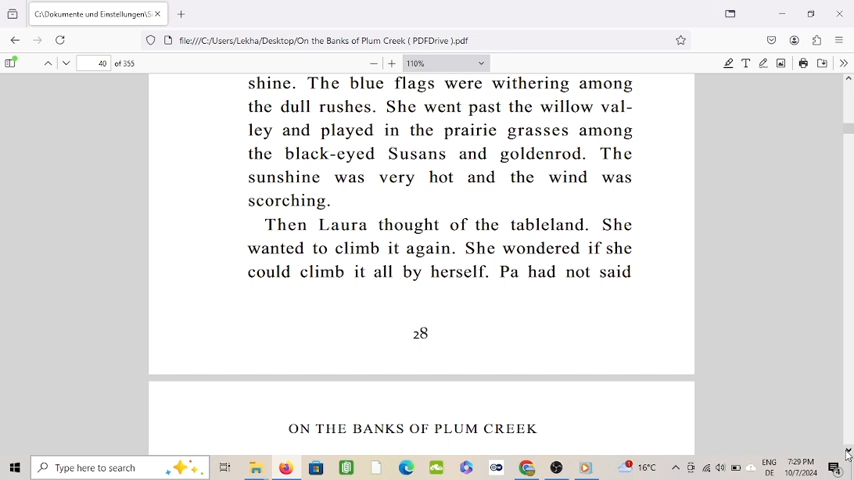 C:\Dokumente und Einstellungen\S
file:///C:/Users/Lekha/Desktop/On the Banks of Plum Creek ( PDFDrive ).pdf
40 of 355
110%
shine. The blue flags were withering among
the dull rushes. She went past the willow val-
ley and played in the prairie grasses among
the black-eyed Susans and goldenrod. The
sunshine was very hot and the wind was
scorching.
Then Laura thought of the tableland. She
wanted to climb it again. She wondered if she
could climb it all by herself. Pa had not said
28
ON THE BANKS OF PLUM CREEK
Type here to search
16°C
ENG
DE
7:29 PM
10/7/2024
4